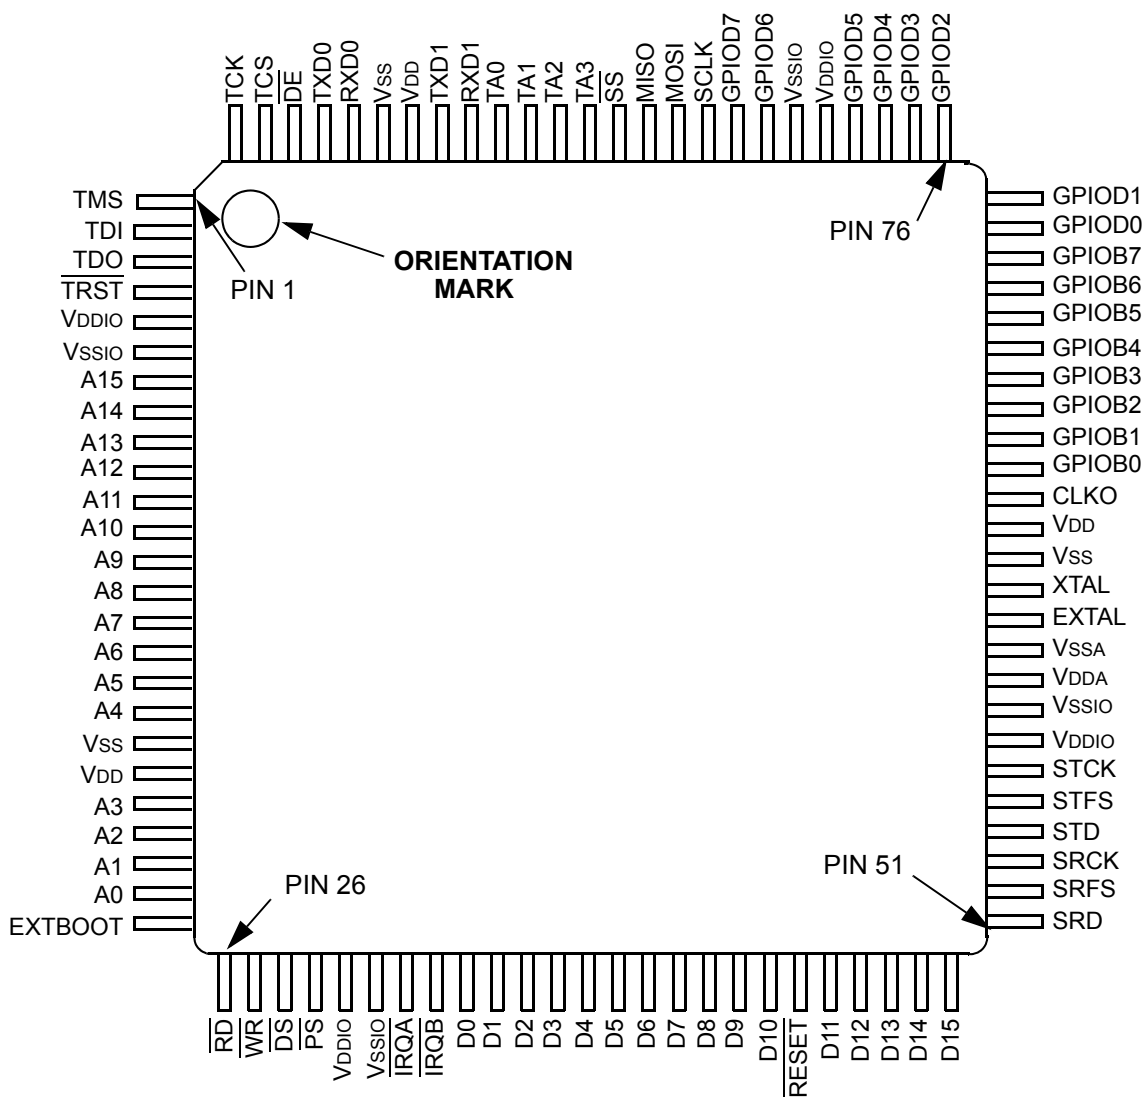 TCK
TCS
DE
TXD0
RXD0
VSS
VDD
TXD1
RXD1
TA0
TA1
TA2
TA3
SS
MISO
MOSI
SCLK
GPIOD7
GPIOD6
VSSIO
VDDIO
GPIOD5
GPIOD4
GPIOD3
GPIOD2
TMS
TDI
TDO
TRST
VDDIO
VSSIO
A15
A14
A13
A12
A11
A10
A9
A8
A7
A6
A5
A4
VSS
VDD
A3
A2
A1
A0
EXTBOOT
PIN 1
ORIENTATION
MARK
PIN 76
PIN 26
PIN 51
GPIOD1
GPIOD0
GPIOB7
GPIOB6
GPIOB5
GPIOB4
GPIOB3
GPIOB2
GPIOB1
GPIOB0
CLKO
VDD
VSS
XTAL
EXTAL
VSSA
VDDA
VSSIO
VDDIO
STCK
STFS
STD
SRCK
SRFS
SRD
RD
WR
DS
PS
VDDIO
VSSIO
IRQA
IRQB
D0
D1
D2
D3
D4
D5
D6
D7
D8
D9
D10
RESET
D11
D12
D13
D14
D15